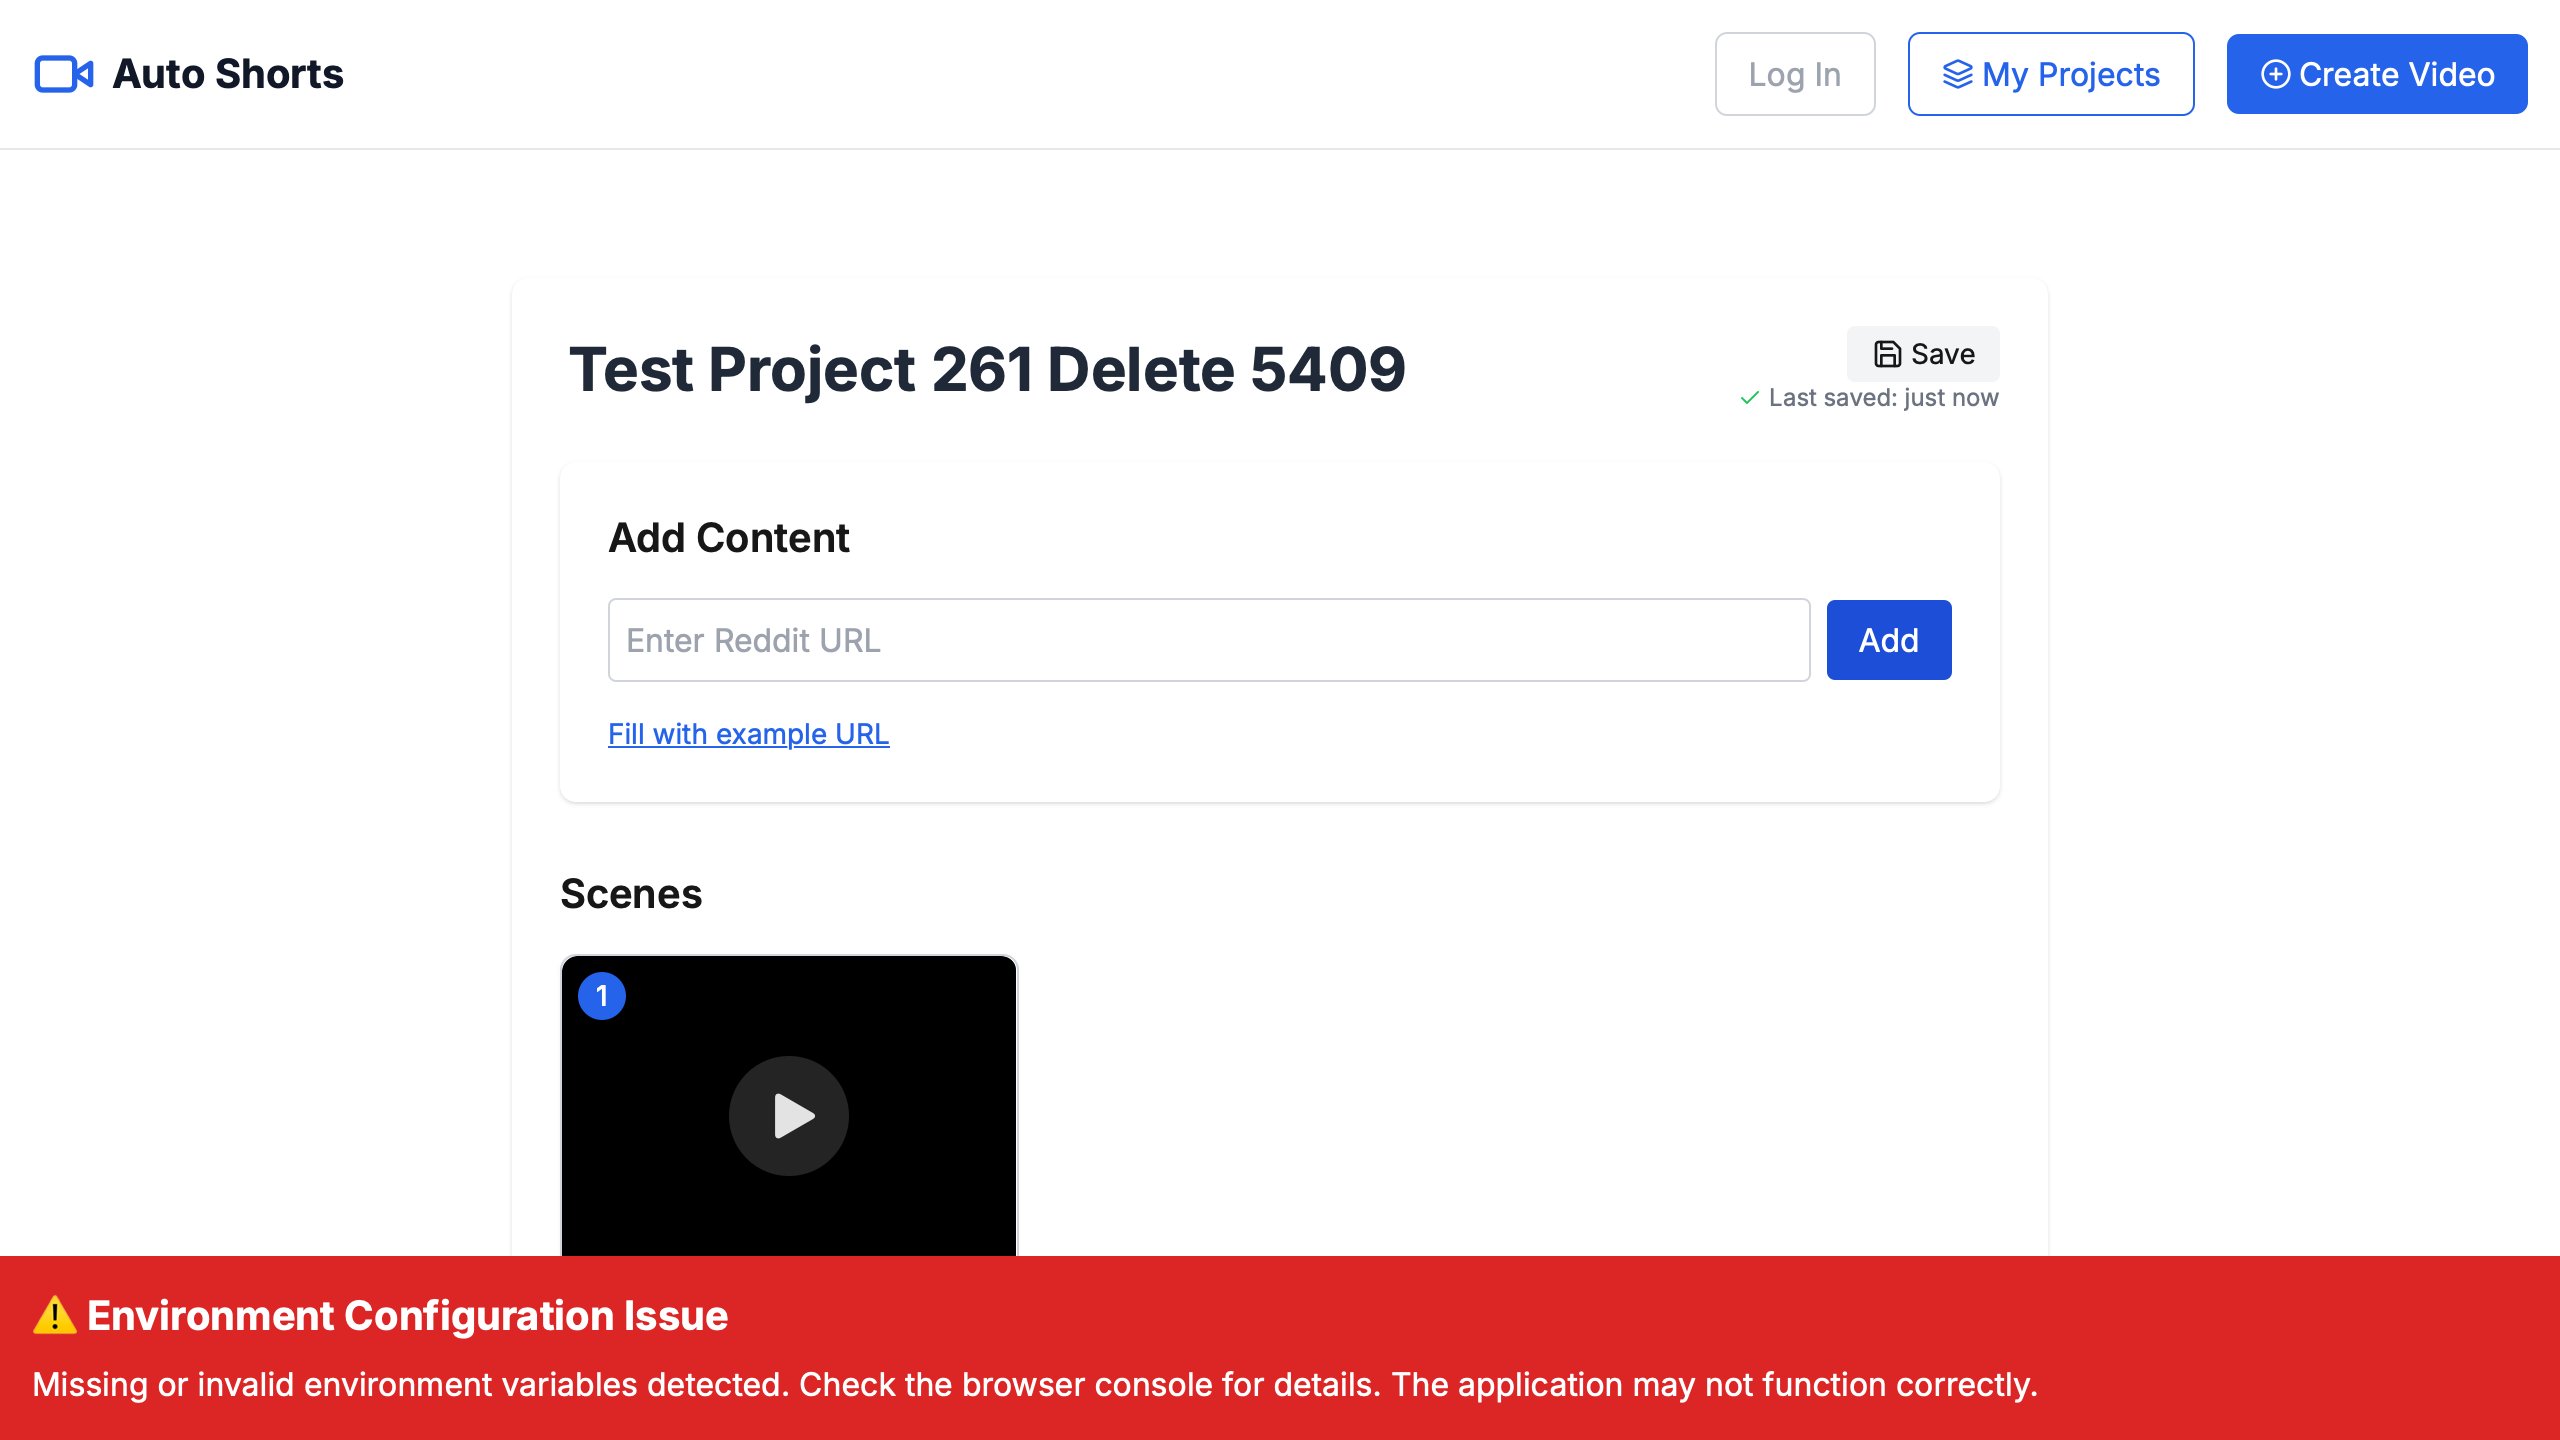 Auto Shorts
Log In
My Projects
Create Video
Test Project 261 Delete 5409
Save
Last saved: just now
Add Content
Enter Reddit URL
Add
Fill with example URL
Scenes
1
Environment Configuration Issue
Missing or invalid environment variables detected. Check the browser console for details. The application may not function correctly.